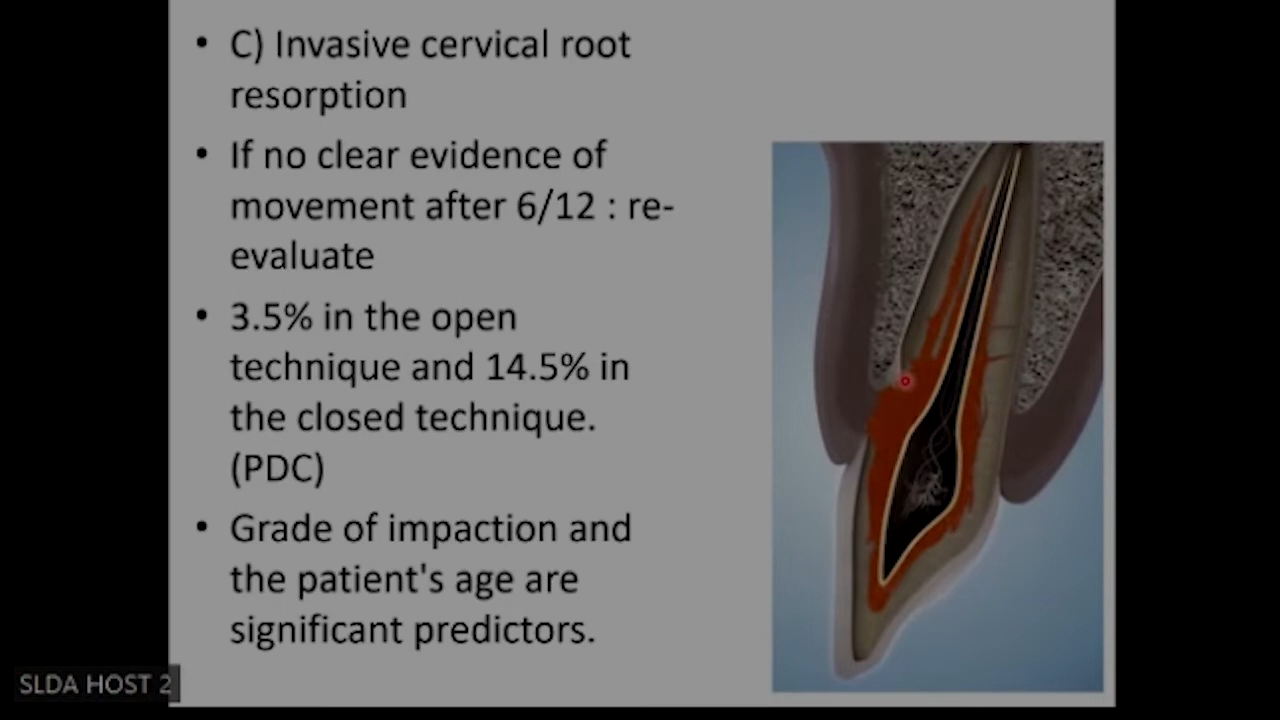 • C) Invasive cervical root
resorption
• If no clear evidence of
movement after 6/12 : re-
evaluate
• 3.5% in the open
technique and 14.5% in
the closed technique.
(PDC)
• Grade of impaction and
the patient's age are
significant predictors.
SLDA HOST 2